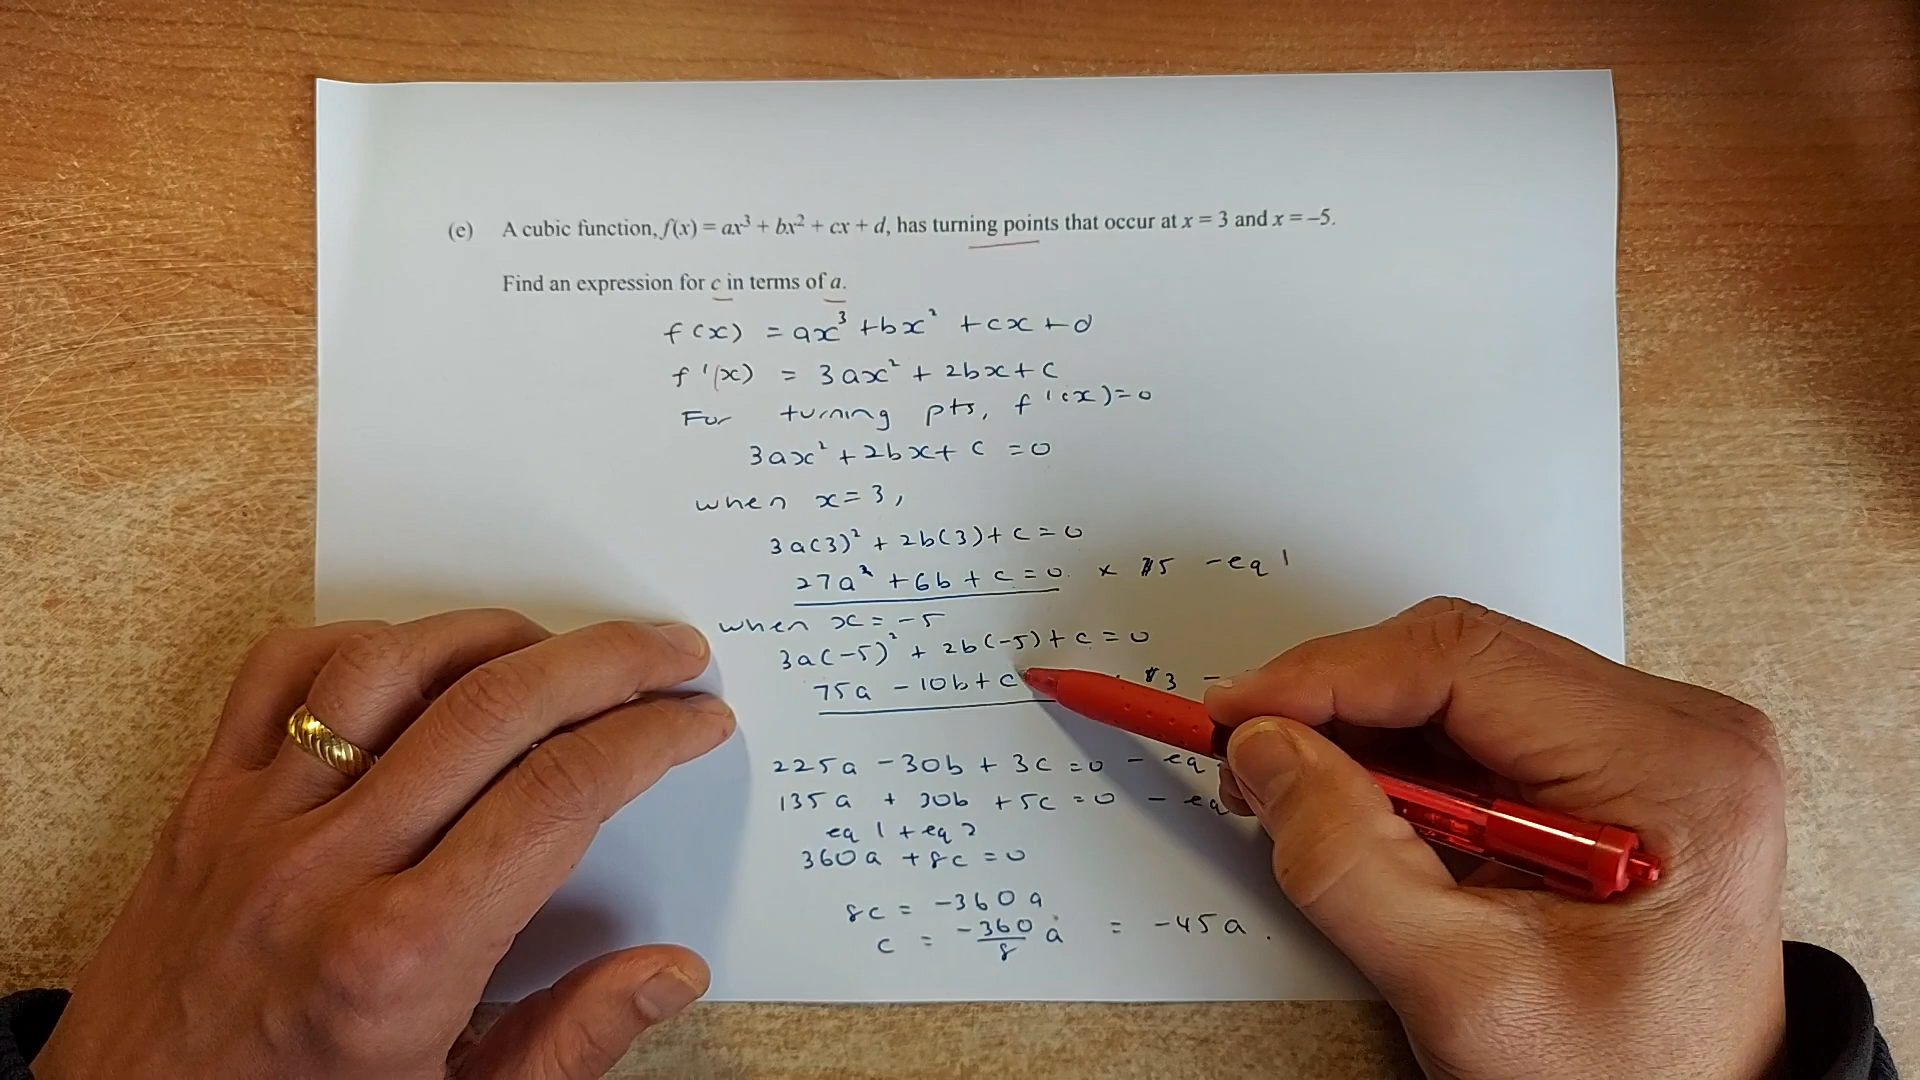 (e) A cubic function, f(x) = ax³ + bx² + cx + d, has turning points that occur at x = 3 and x = –5.
Find an expression for c in terms of a.
f(x) = ax³ + bx² + cx + d
f'(x) = 3ax² + 2bx + c
For turning pts, f'(x)=0
3ax² + 2bx + c = 0
when x=3,
3a(3)² + 2b(3) + c = 0
27a + 6b + c = 0 × 5 - eq 1
when x = -5
3a(-5)² + 2b(-5) + c = 0
75a - 10b + c 3 -
225a - 30b + 3c = 0 - eq
135a + 30b + 5c = 0 - eq
eq 1 + eq 2
360a + 8c = 0
8c = -360a
c = -360/8 a = -45a.